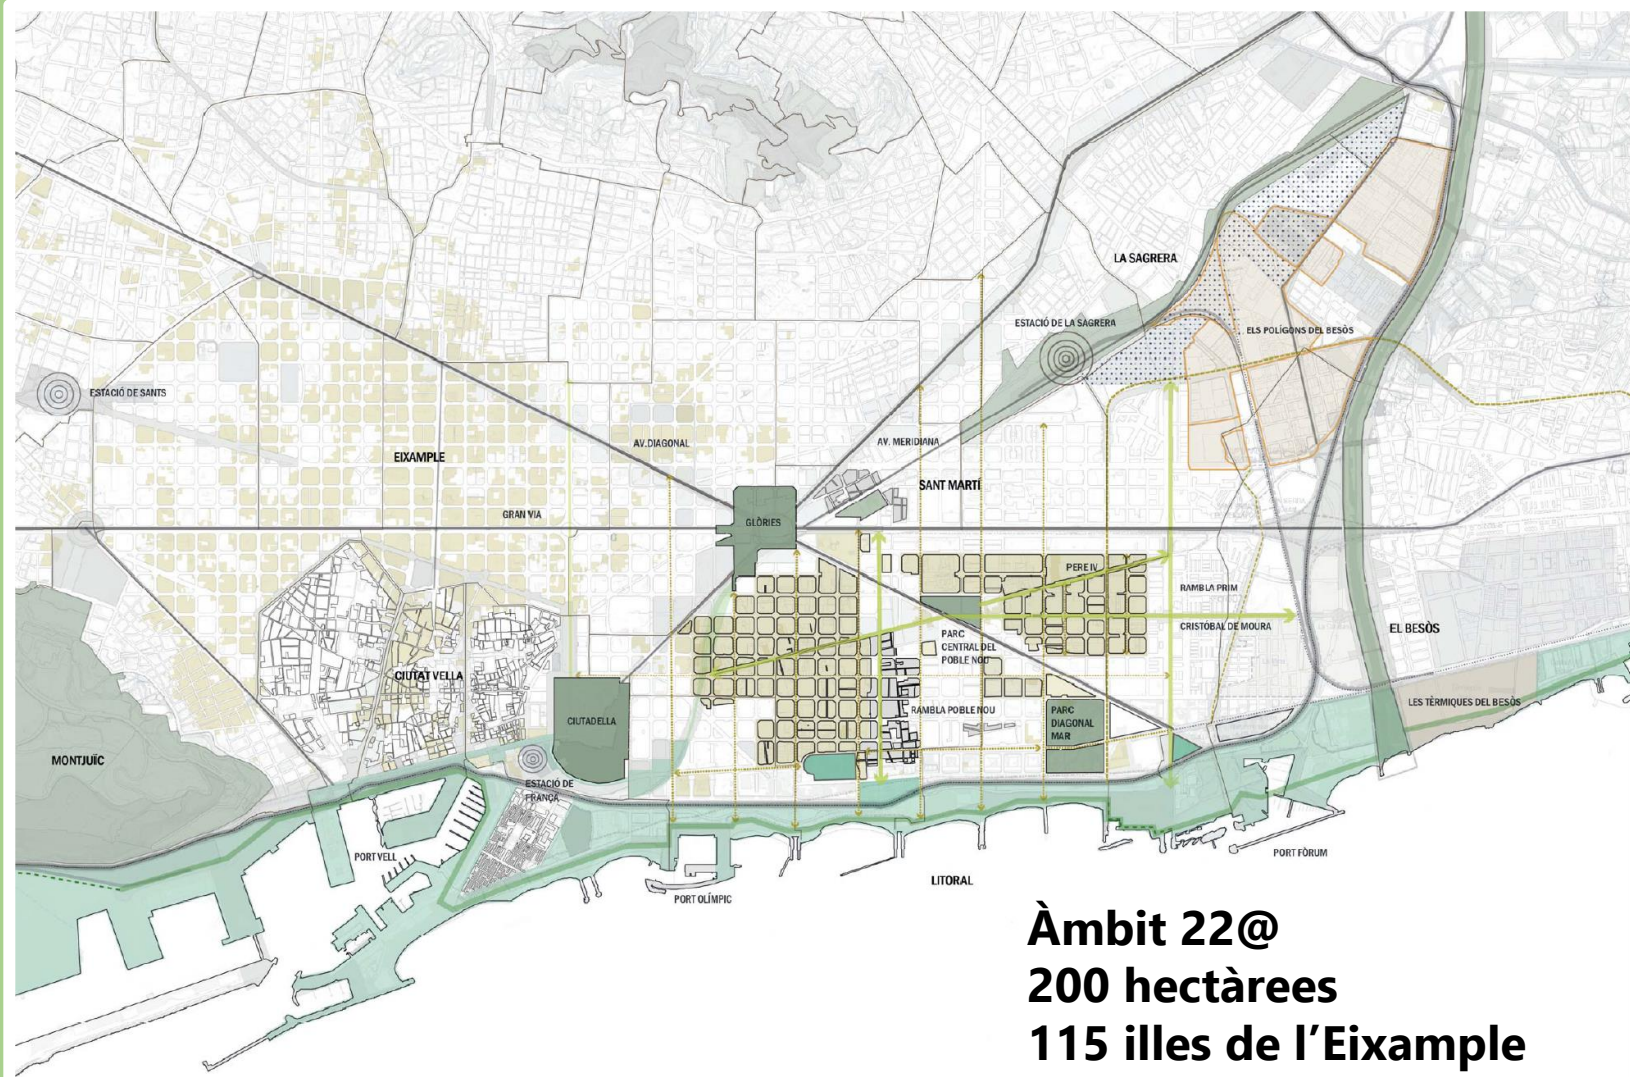 LA SAGRERA
ESTACIÓ DE LA SAGRERA
ELS POLÍGONS DEL BESÒS
ESTACIÓ DE SANTS
AV.DIAGONAL
AV. MERIDIANA
EIXAMPLE
SANT MARTÍ
GRAN VIA
GLÒRIES
PERE IV
RAMBLA PRIM
CRISTÓBAL DE MOURA
EL BESÒS
PARC
CENTRAL DEL
POBLE NOU
CIUTAT VELLA
CIUTADELLA
RAMBLA POBLE NOU
PARC
DIAGONAL
MAR
LES TÈRMIQUES DEL BESÒS
MONTJUÏC
ESTACIÓ DE
FRANÇA
PORT VELL
PORT FÒRUM
LITORAL
PORT OLÍMPIC
Àmbit 22@
200 hectàrees
115 illes de l’Eixample